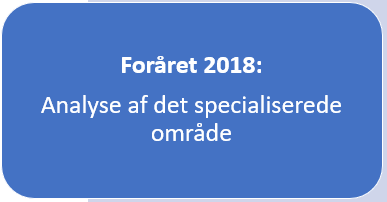 Foråret 2018:
Analyse af det specialiserede
område